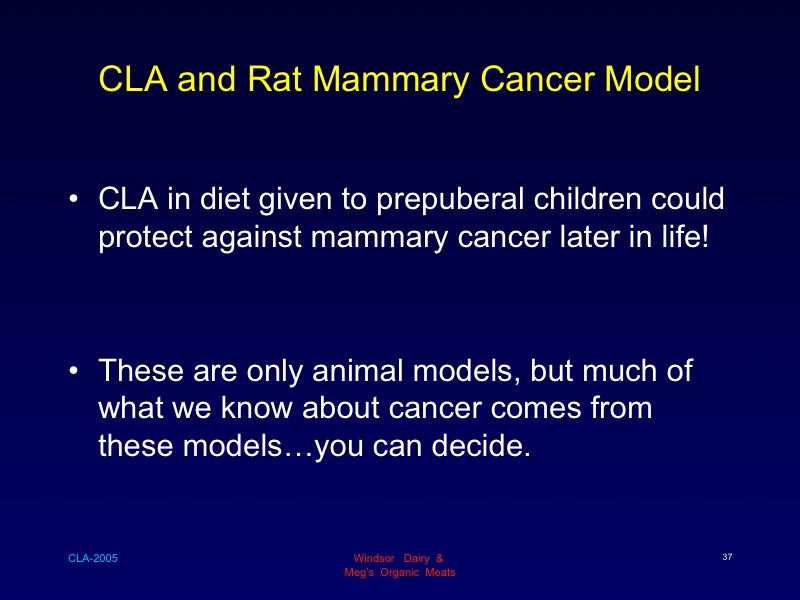 CLA and Rat Mammary Cancer Model
• CLA in diet given to prepuberal children could
protect against mammary cancer later in life!
• These are only animal models, but much of
what we know about cancer comes from
these models…you can decide.
CLA-2005
Windsor Dairy &
Meg's Organic Meats
37